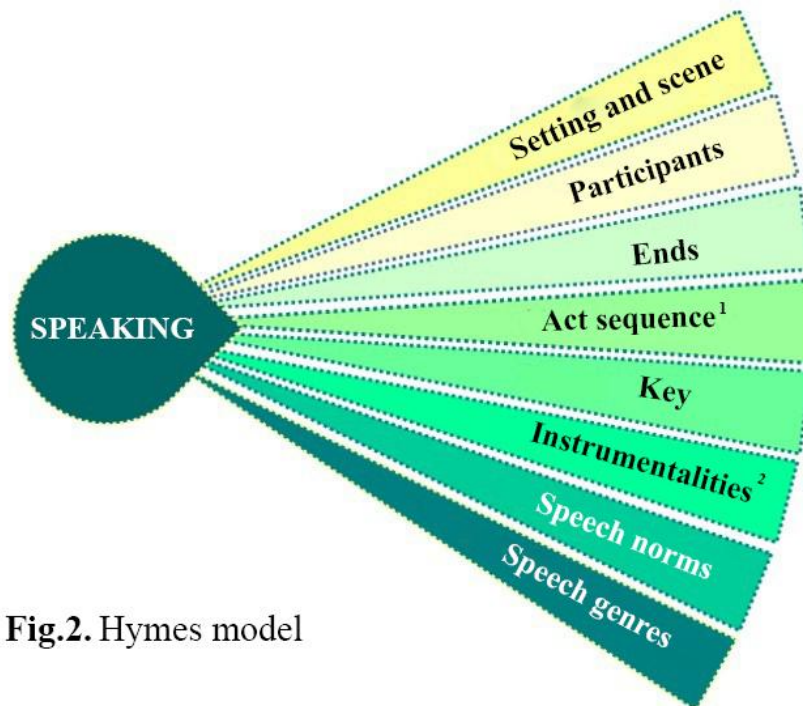 Setting and scene
Participants
Ends
SPEAKING
Act sequence¹
Key
Instrumentalities²
Speech norms
Speech genres
Fig.2. Hymes model